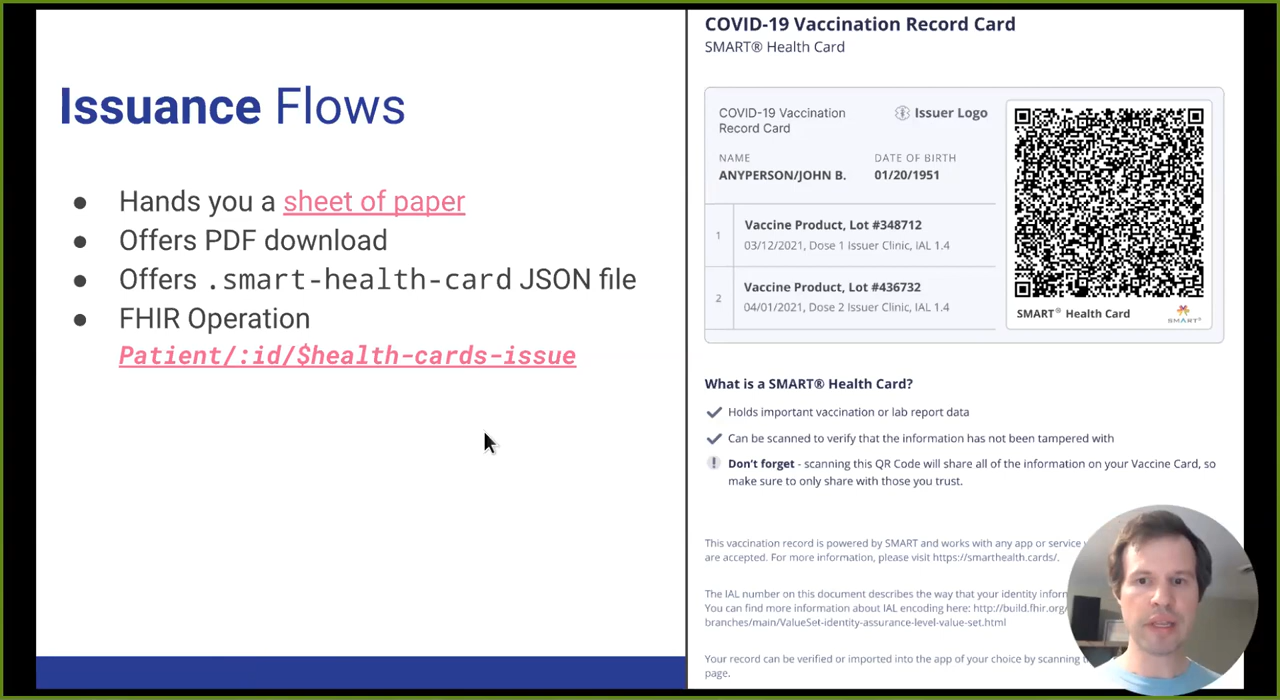 Issuance Flows
● Hands you a sheet of paper
● Offers PDF download
● Offers .smart-health-card JSON file
● FHIR Operation
Patient/:id/$health-cards-issue
COVID-19 Vaccination Record Card
SMART® Health Card
COVID-19 Vaccination
Record Card
Issuer Logo
NAME
ANYPERSON/JOHN B.
DATE OF BIRTH
01/20/1951
1
Vaccine Product, Lot #348712
03/12/2021, Dose 1 Issuer Clinic, IAL 1.4
2
Vaccine Product, Lot #436732
04/01/2021, Dose 2 Issuer Clinic, IAL 1.4
SMART® Health Card
SMART®
What is a SMART® Health Card?
Holds important vaccination or lab report data
Can be scanned to verify that the information has not been tampered with
Don't forget - scanning this QR Code will share all of the information on your Vaccine Card, so
make sure to only share with those you trust.
This vaccination record is powered by SMART and works with any app or service
are accepted. For more information, please visit https://smarthealth.cards/.
The IAL number on this document describes the way that your identity
You can find more information about IAL encoding here: http://build.fhir.org/
branches/main/ValueSet-identity-assurance-level-value-set.html
Your record can be verified or imported into the app of your choice by scanning
page.